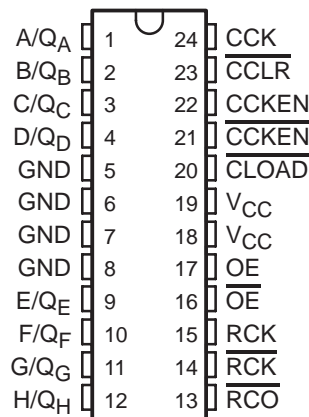 A/QA 1 24 CCK
B/QB 2 23 CCLR
C/QC 3 22 CCKEN
D/QD 4 21 CCKEN
GND 5 20 CLOAD
GND 6 19 VCC
GND 7 18 VCC
GND 8 17 OE
E/QE 9 16 OE
F/QF 10 15 RCK
G/QG 11 14 RCK
H/QH 12 13 RCO